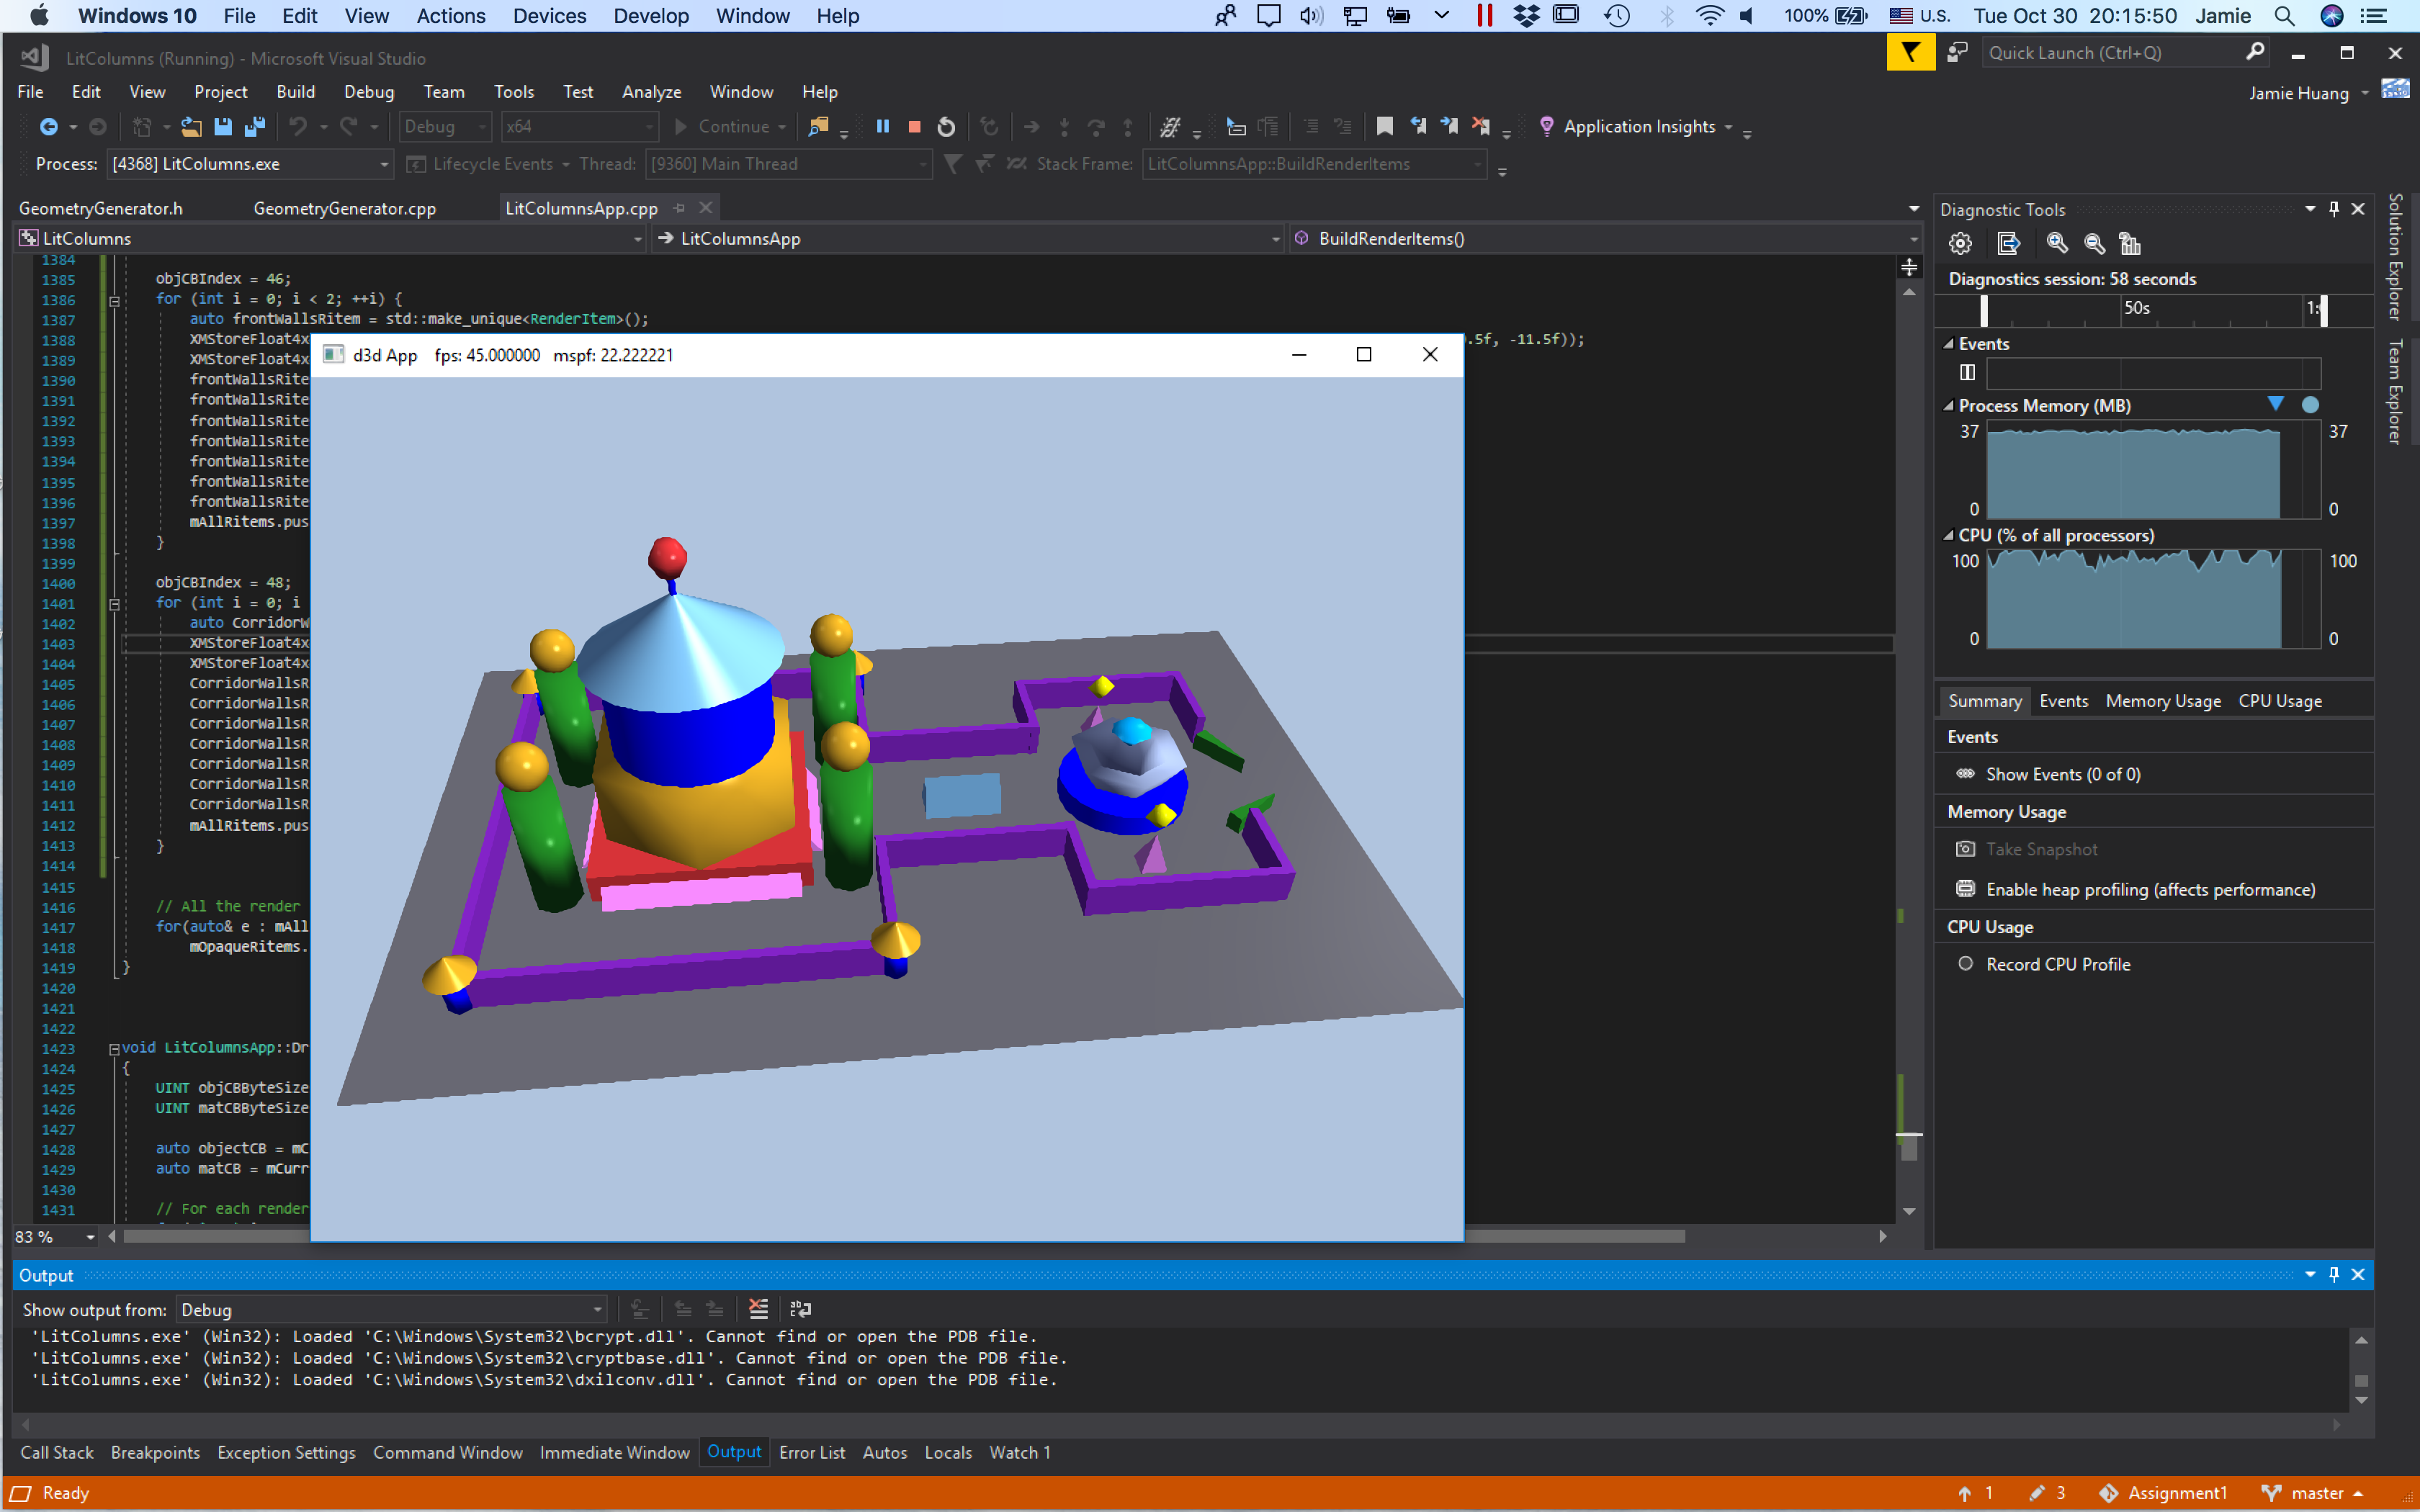 Windows 10 File Edit View Actions Devices Develop Window Help 100% U.S. Tue Oct 30 20:15:50 Jamie
LitColumns (Running) - Microsoft Visual Studio
Quick Launch (Ctrl+Q)
File Edit View Project Build Debug Team Tools Test Analyze Window Help
Jamie Huang
Debug x64 Continue Application Insights
Process: [4368] LitColumns.exe Lifecycle Events Thread: [9360] Main Thread Stack Frame: LitColumnsApp::BuildRenderItems
GeometryGenerator.h GeometryGenerator.cpp LitColumnsApp.cpp
LitColumns LitColumnsApp BuildRenderItems()
1384
1385 objCBIndex = 46;
1386 for (int i = 0; i < 2; ++i) {
1387 auto frontWallsRitem = std::make_unique<RenderItem>();
1388 XMStoreFloat4x .5f, -11.5f));
1389 XMStoreFloat4x
1390 frontWallsRite
1391 frontWallsRite
1392 frontWallsRite
1393 frontWallsRite
1394 frontWallsRite
1395 frontWallsRite
1396 frontWallsRite
1397 mAllRitems.pus
1398 }
1399
1400 objCBIndex = 48;
1401 for (int i = 0; i
1402 auto CorridorW
1403 XMStoreFloat4x
1404 XMStoreFloat4x
1405 CorridorWallsR
1406 CorridorWallsR
1407 CorridorWallsR
1408 CorridorWallsR
1409 CorridorWallsR
1410 CorridorWallsR
1411 CorridorWallsR
1412 mAllRitems.pus
1413 }
1414
1415
1416 // All the render
1417 for(auto& e : mAll
1418 mOpaqueRitems.
1419 }
1420
1421
1422
1423 void LitColumnsApp::Dr
1424 {
1425 UINT objCBByteSize
1426 UINT matCBByteSize
1427
1428 auto objectCB = mC
1429 auto matCB = mCurr
1430
1431 // For each render
83 %
d3d App fps: 45.000000 mspf: 22.222221
Diagnostic Tools
Diagnostics session: 58 seconds
50s
Events
Process Memory (MB)
37 37
0 0
CPU (% of all processors)
100 100
0 0
Summary Events Memory Usage CPU Usage
Events
Show Events (0 of 0)
Memory Usage
Take Snapshot
Enable heap profiling (affects performance)
CPU Usage
Record CPU Profile
Solution Explorer
Team Explorer
Output
Show output from: Debug
'LitColumns.exe' (Win32): Loaded 'C:\Windows\System32\bcrypt.dll'. Cannot find or open the PDB file.
'LitColumns.exe' (Win32): Loaded 'C:\Windows\System32\cryptbase.dll'. Cannot find or open the PDB file.
'LitColumns.exe' (Win32): Loaded 'C:\Windows\System32\dxilconv.dll'. Cannot find or open the PDB file.
Call Stack Breakpoints Exception Settings Command Window Immediate Window Output Error List Autos Locals Watch 1
Ready 1 3 Assignment1 master